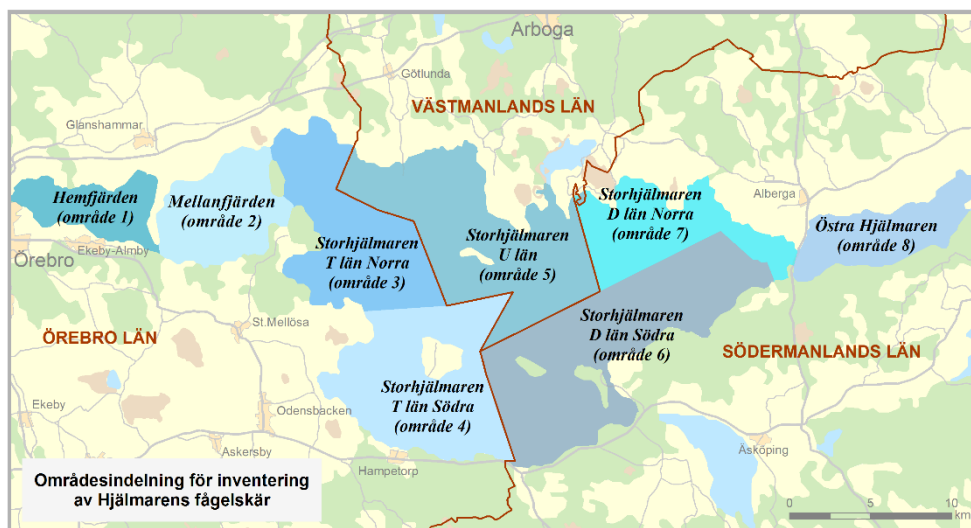 Arboga
Götlunda
VÄSTMANLANDS LÄN
Glanshammar
Hemfjärden
(område 1)
Mellanfjärden
(område 2)
Storhjälmaren
T län Norra
(område 3)
Storhjälmaren
U län
(område 5)
Storhjälmaren
D län Norra
(område 7)
Alberga
Östra Hjälmaren
(område 8)
Ekeby-Almby
Örebro
ÖREBRO LÄN
St.Mellösa
Storhjälmaren
D län Södra
(område 6)
SÖDERMANLANDS LÄN
Storhjälmaren
T län Södra
(område 4)
Ekeby
Odensbacken
Askersby
Hampetorp
Äsköping
Områdesindelning för inventering
av Hjälmarens fågelskär
0 5 10
km